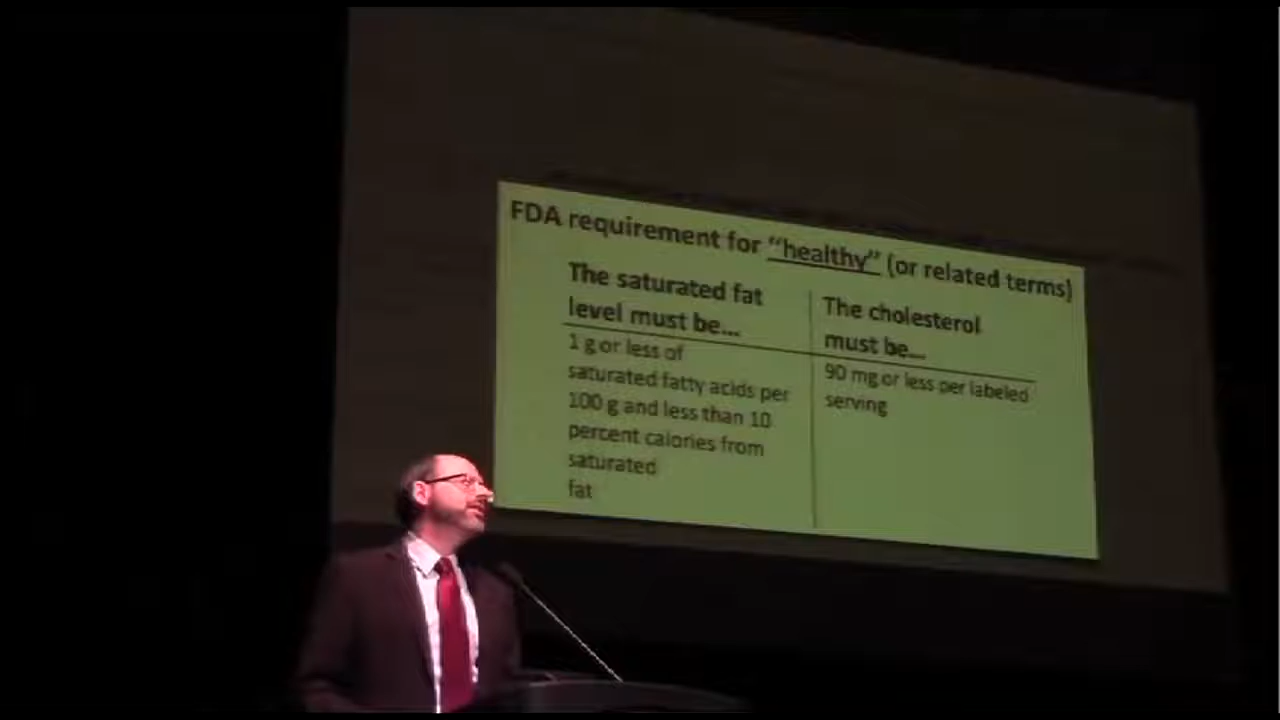 FDA requirement for “healthy” (or related terms)
The saturated fat
level must be...
1 g or less of
saturated fatty acids per
100 g and less than 10
percent calories from
saturated
fat
The cholesterol
must be...
90 mg or less per labeled
serving